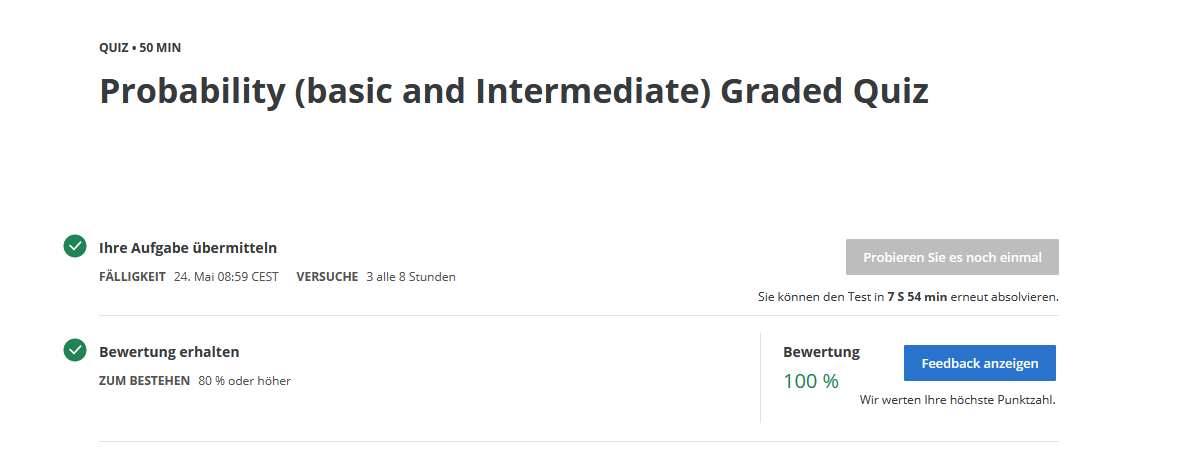 QUIZ • 50 MIN
Probability (basic and Intermediate) Graded Quiz
Ihre Aufgabe übermitteln
FÄLLIGKEIT 24. Mai 08:59 CEST VERSUCHE 3 alle 8 Stunden
Probieren Sie es noch einmal
Sie können den Test in 7 S 54 min erneut absolvieren.
Bewertung erhalten
ZUM BESTEHEN 80 % oder höher
Bewertung
100 %
Feedback anzeigen
Wir werten Ihre höchste Punktzahl.